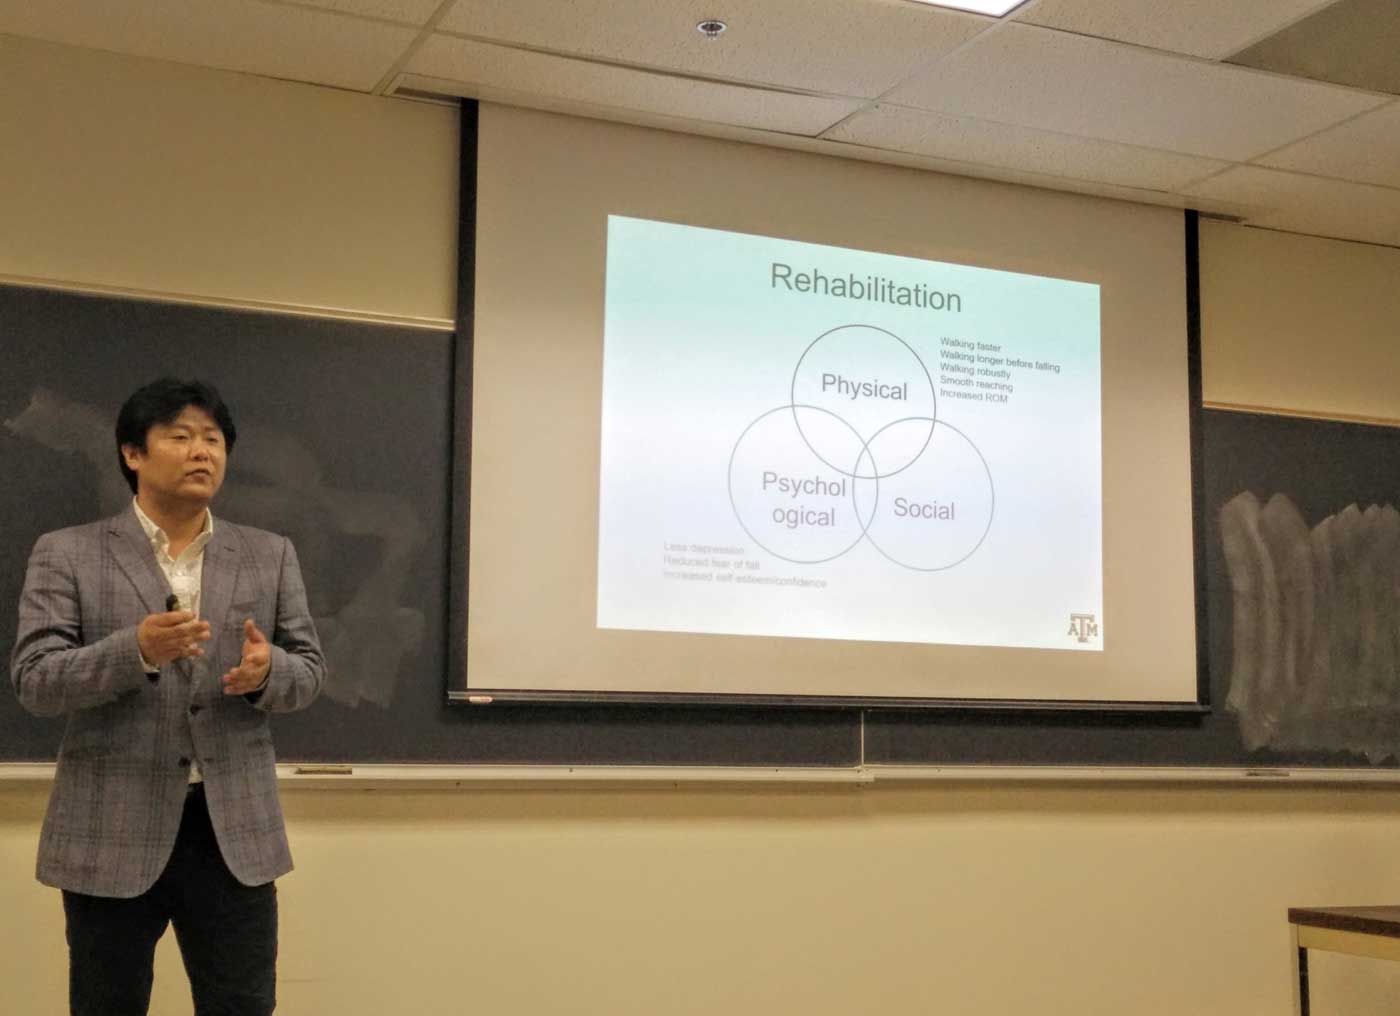 Rehabilitation
Walking faster
Walking longer before falling
Walking robustly
Smooth reaching
Increased ROM
Physical
Psychol
ogical
Social
Less depression
Reduced fear of fall
Increased self-esteem/confidence
ATM